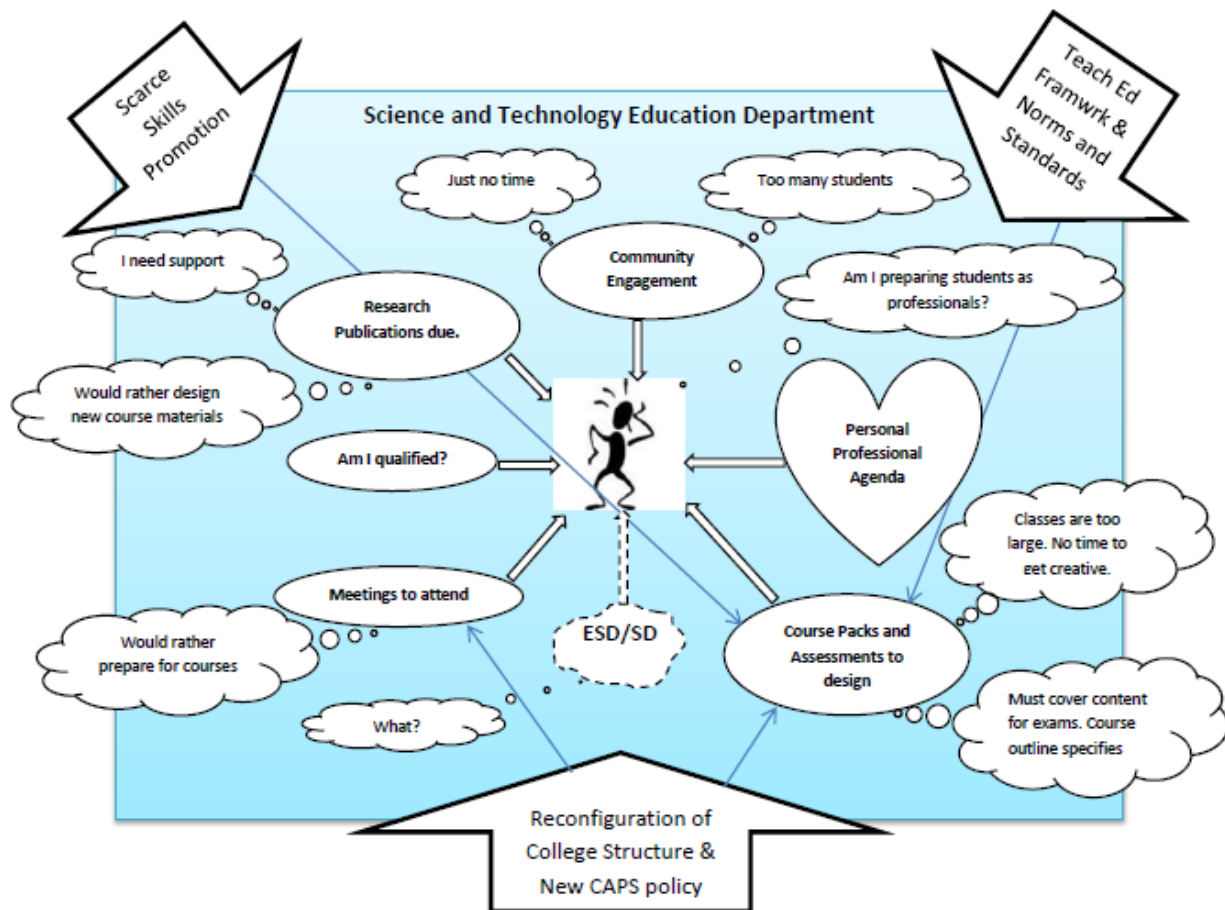 Scarce
Skills
Promotion
Teach Ed
Framwrk &
Norms and
Standards
Science and Technology Education Department
Just no time
Too many students
I need support
Community
Engagement
Am I preparing students as
professionals?
Research
Publications due.
Would rather design
new course materials
Personal
Professional
Agenda
Am I qualified?
Classes are too
large. No time to
get creative.
Meetings to attend
ESD/SD
Course Packs and
Assessments to
design
Would rather
prepare for courses
What?
Must cover content
for exams. Course
outline specifies
Reconfiguration of
College Structure &
New CAPS policy